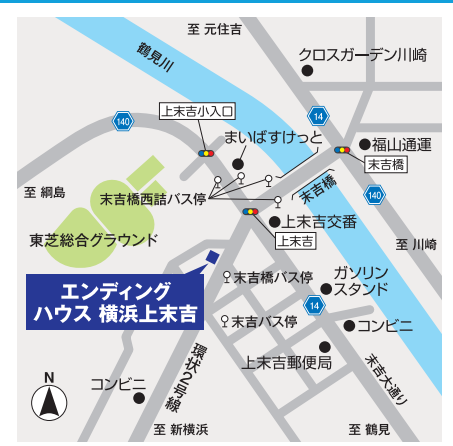 至 元住吉
鶴見川
クロスガーデン川崎
上末吉小入口
140
14
まいばすけっと
福山通運
末吉橋
末吉橋
140
至 綱島
末吉橋西詰バス停
東芝総合グラウンド
上末吉交番
上末吉
至 川崎
エンディング
ハウス 横浜上末吉
末吉橋バス停
ガソリン
スタンド
14
末吉バス停
コンビニ
環状2号線
上末吉郵便局
末吉大通り
N
コンビニ
至 新横浜
至 鶴見